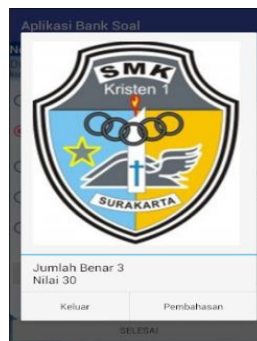 Aplikasi Bank Soal
SMK
Kristen 1
SURAKARTA
Jumlah Benar 3
Nilai 30
Keluar Pembahasan
SELESAI